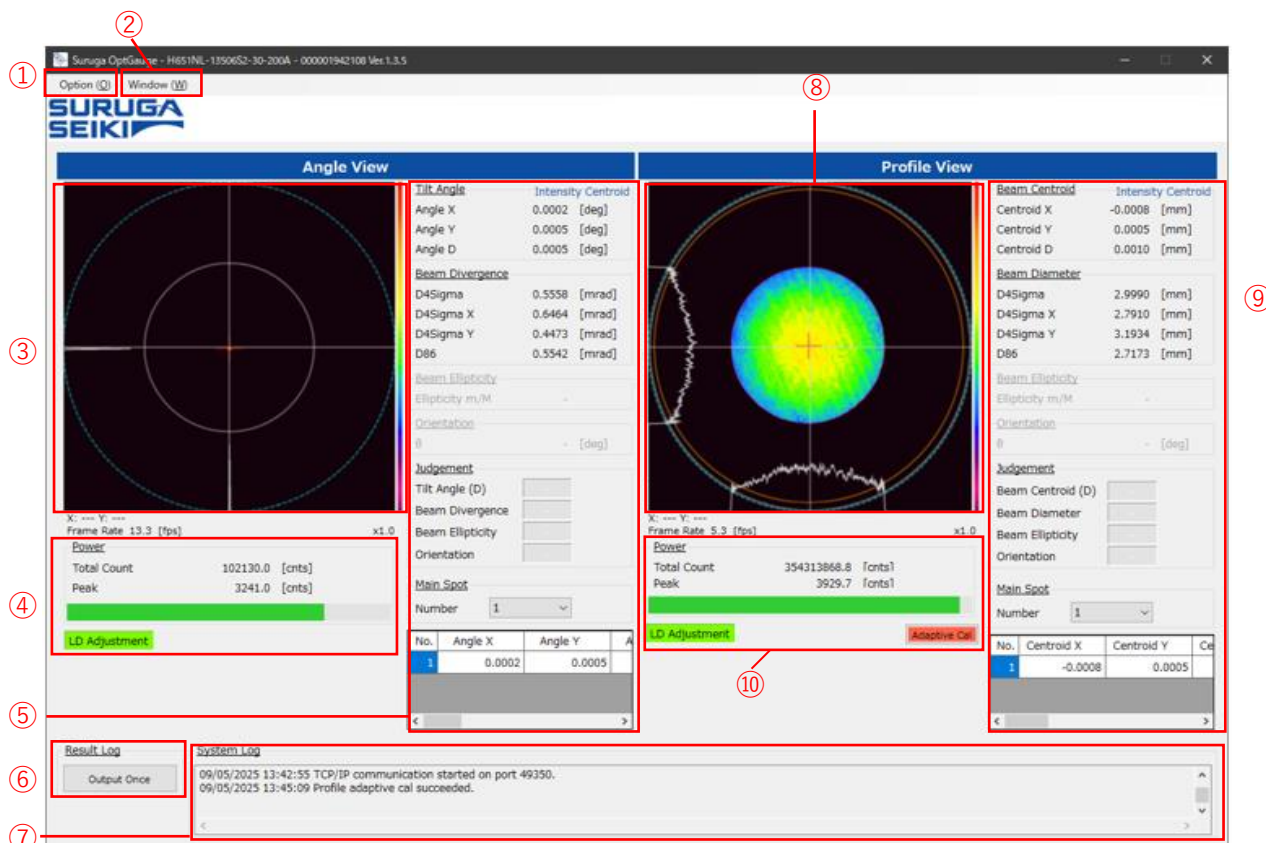 ②
Suruga OptGauge - H651NL-13506S2-30-200A - 000001942108 Ver.1.3.5
①
Option (O) Window (W)
⑧
SURUGA
SEIKI
Angle View
Profile View
Tilt Angle Intensity Centroid
Angle X 0.0002 [deg]
Angle Y 0.0005 [deg]
Angle D 0.0005 [deg]
Beam Divergence
D4Sigma 0.5558 [mrad]
D4Sigma X 0.6464 [mrad]
D4Sigma Y 0.4473 [mrad]
D86 0.5542 [mrad]
Beam Ellipticity
Ellipticity m/M -
Orientation
θ - [deg]
Judgement
Tilt Angle (D)
Beam Divergence
Beam Ellipticity
Orientation
Main Spot
Number 1
No. Angle X Angle Y A
1 0.0002 0.0005
③
X: --- Y: ---
Frame Rate 13.3 [fps] x1.0
Power
Total Count 102130.0 [cnts]
Peak 3241.0 [cnts]
④
LD Adjustment
⑤
Beam Centroid Intensity Centroid
Centroid X -0.0008 [mm]
Centroid Y 0.0005 [mm]
Centroid D 0.0010 [mm]
Beam Diameter
D4Sigma 2.9990 [mm]
D4Sigma X 2.7910 [mm]
D4Sigma Y 3.1934 [mm]
D86 2.7173 [mm]
Beam Ellipticity
Ellipticity m/M -
Orientation
θ - [deg]
Judgement
Beam Centroid (D)
Beam Diameter
Beam Ellipticity
Orientation
Main Spot
Number 1
No. Centroid X Centroid Y Ce
1 -0.0008 0.0005
⑨
X: --- Y: ---
Frame Rate 5.3 [fps] x1.0
Power
Total Count 354313868.8 [cnts]
Peak 3929.7 [cnts]
LD Adjustment Adaptive Cal
⑩
⑥
Result Log
Output Once
System Log
09/05/2025 13:42:55 TCP/IP communication started on port 49350.
09/05/2025 13:45:09 Profile adaptive cal succeeded.
⑦